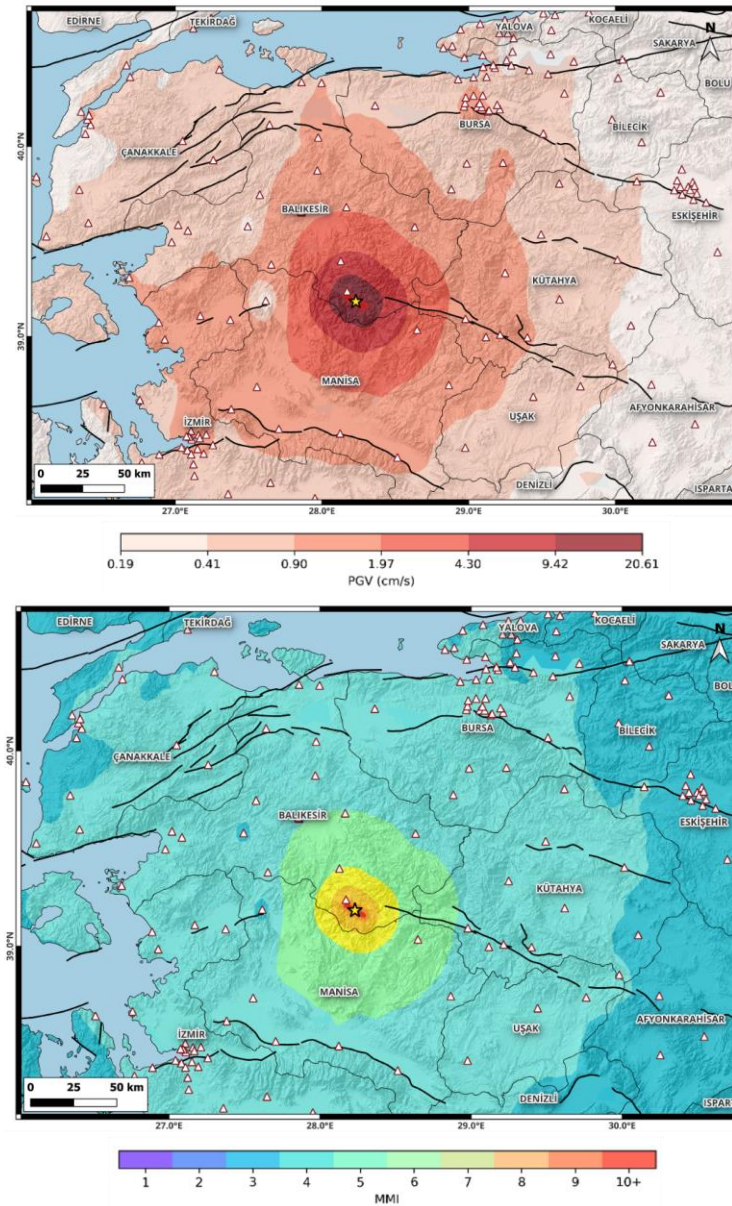 EDİRNE
TEKİRDAĞ
YALOVA
KOCAELİ
N
SAKARYA
BOLU
BURSA
BİLECİK
ÇANAKKALE
40.0°N
BALIKESİR
ESKİŞEHİR
KÜTAHYA
39.0°N
MANİSA
UŞAK
AFYONKARAHİSAR
İZMİR
0 25 50 km
DENİZLİ
ISPARTA
27.0°E 28.0°E 29.0°E 30.0°E
0.19 0.41 0.90 1.97 4.30 9.42 20.61
PGV (cm/s)
EDİRNE
TEKİRDAĞ
YALOVA
KOCAELİ
N
SAKARYA
BOL
BİLECİK
BURSA
40.0°N
ÇANAKKALE
BALIKESİR
ESKİŞEHİR
KÜTAHYA
39.0°N
MANİSA
UŞAK
AFYONKARAHİSAR
İZMİR
0 25 50 km
DENİZLİ
ISPAR
27.0°E 28.0°E 29.0°E 30.0°E
1 2 3 4 5 6 7 8 9 10+
MMI